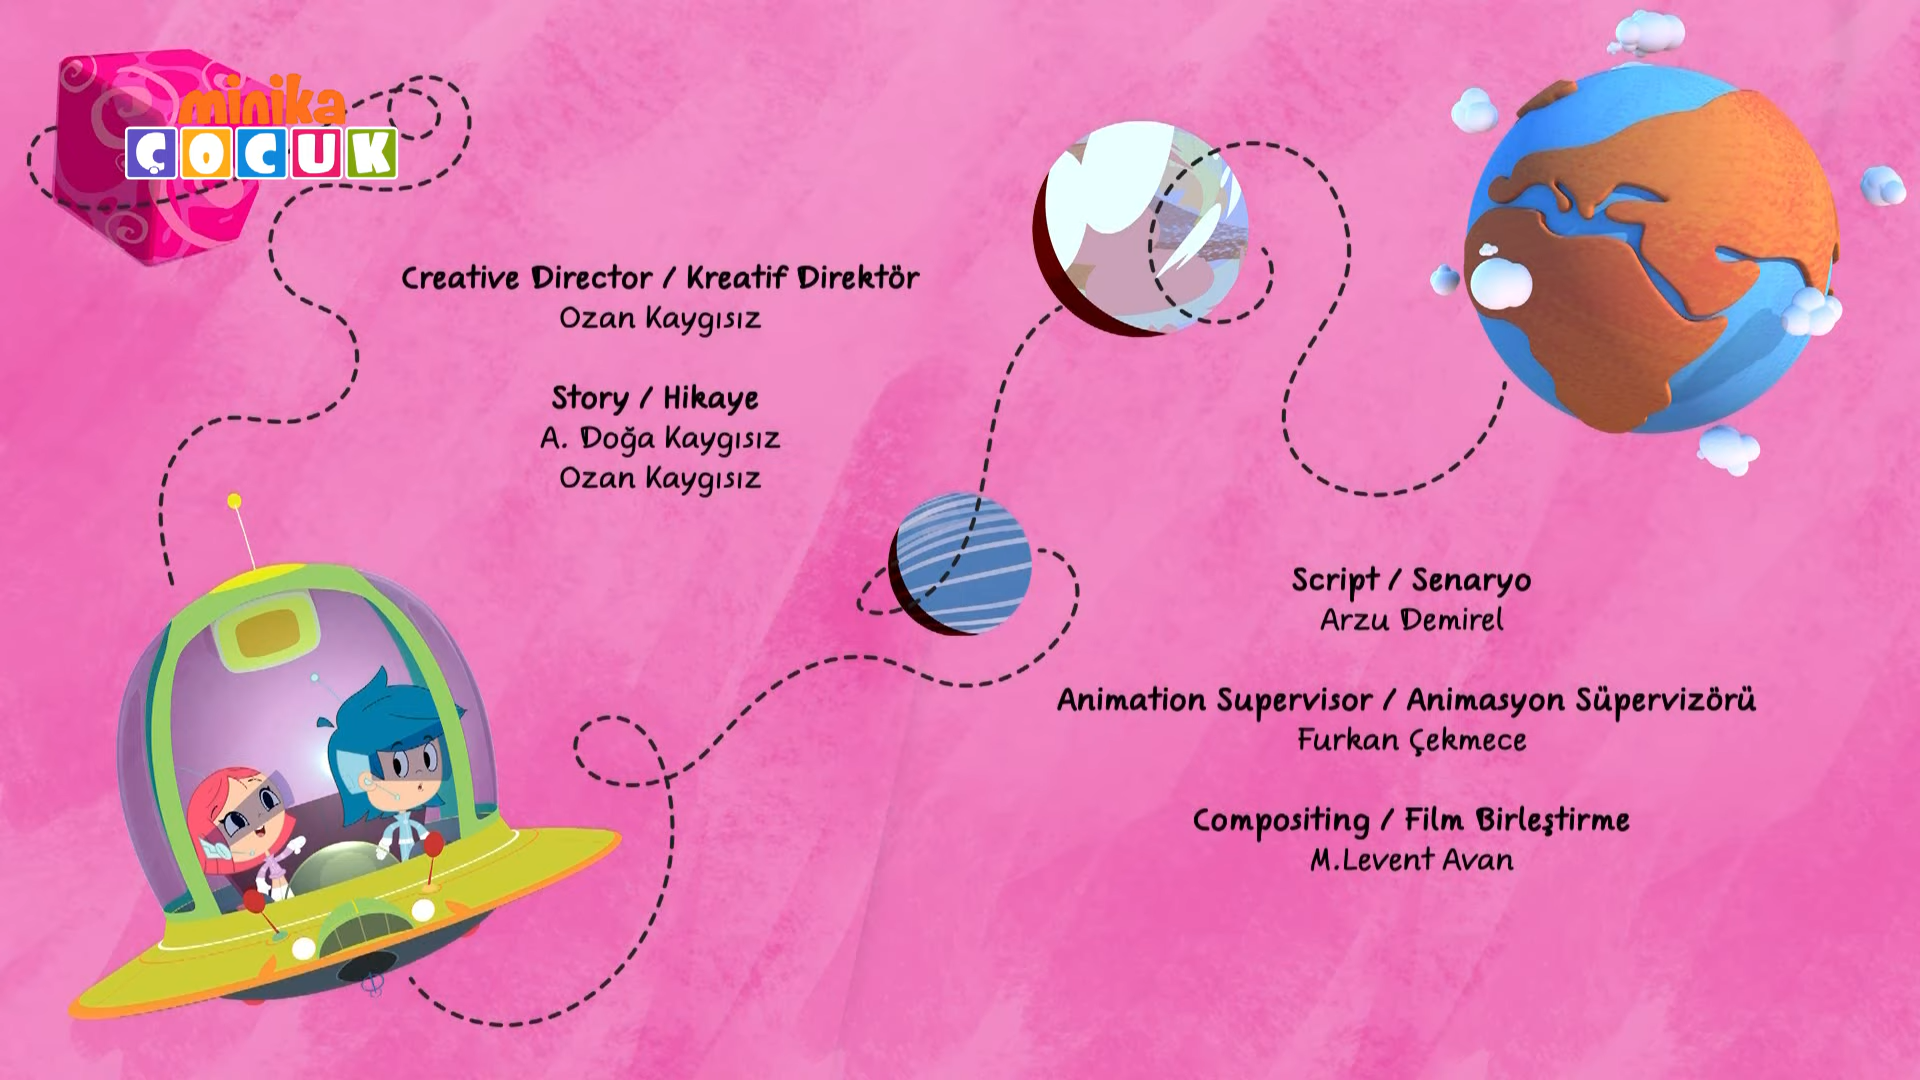 minika
ÇOCUK
Creative Director / Kreatif Direktör
Ozan Kaygısız
Story / Hikaye
A. Doğa Kaygısız
Ozan Kaygısız
Script / Senaryo
Arzu Demirel
Animation Supervisor / Animasyon Süpervizörü
Furkan Çekmece
Compositing / Film Birleştirme
M.Levent Avan